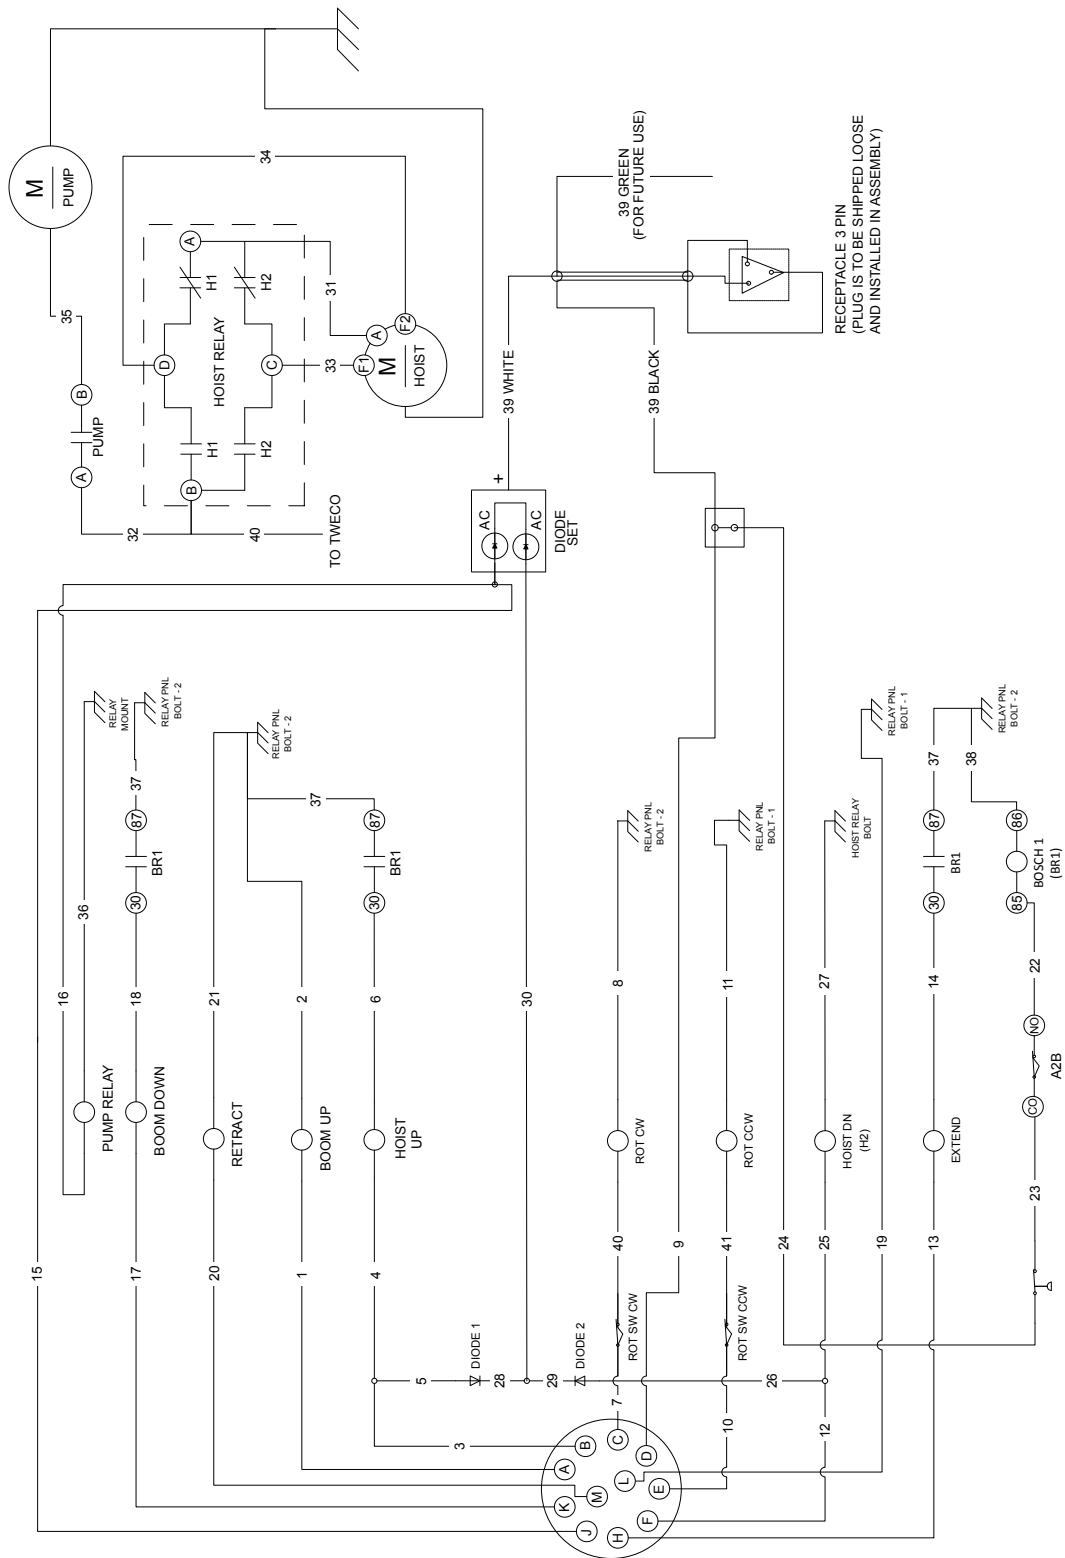 M
PUMP
35
A
B
PUMP
32
40
TO TWECO
B
H1
H2
D
HOIST RELAY
C
H1
H2
A
34
31
33
F1
A
F2
M
HOIST
39 WHITE
39 GREEN
(FOR FUTURE USE)
39 BLACK
RECEPTACLE 3 PIN
(PLUG IS TO BE SHIPPED LOOSE
AND INSTALLED IN ASSEMBLY)
+
AC
AC
DIODE
SET
15
16
36
PUMP RELAY
RELAY
MOUNT
17
BOOM DOWN
18
30
BR1
87
37
RELAY PNL
BOLT - 2
20
RETRACT
21
RELAY PNL
BOLT - 2
1
BOOM UP
2
4
HOIST
UP
6
30
BR1
87
37
5
DIODE 1
28
30
29
DIODE 2
26
3
7
ROT SW CW
40
ROT CW
8
RELAY PNL
BOLT - 2
9
10
ROT SW CCW
41
ROT CCW
11
RELAY PNL
BOLT - 1
24
12
25
HOIST DN
(H2)
27
HOIST RELAY
BOLT
19
RELAY PNL
BOLT - 1
13
EXTEND
14
30
BR1
87
37
38
RELAY PNL
BOLT - 2
23
CO
A2B
NO
22
85
86
BOSCH 1
(BR1)
J
K
M
A
B
C
L
D
E
F
H